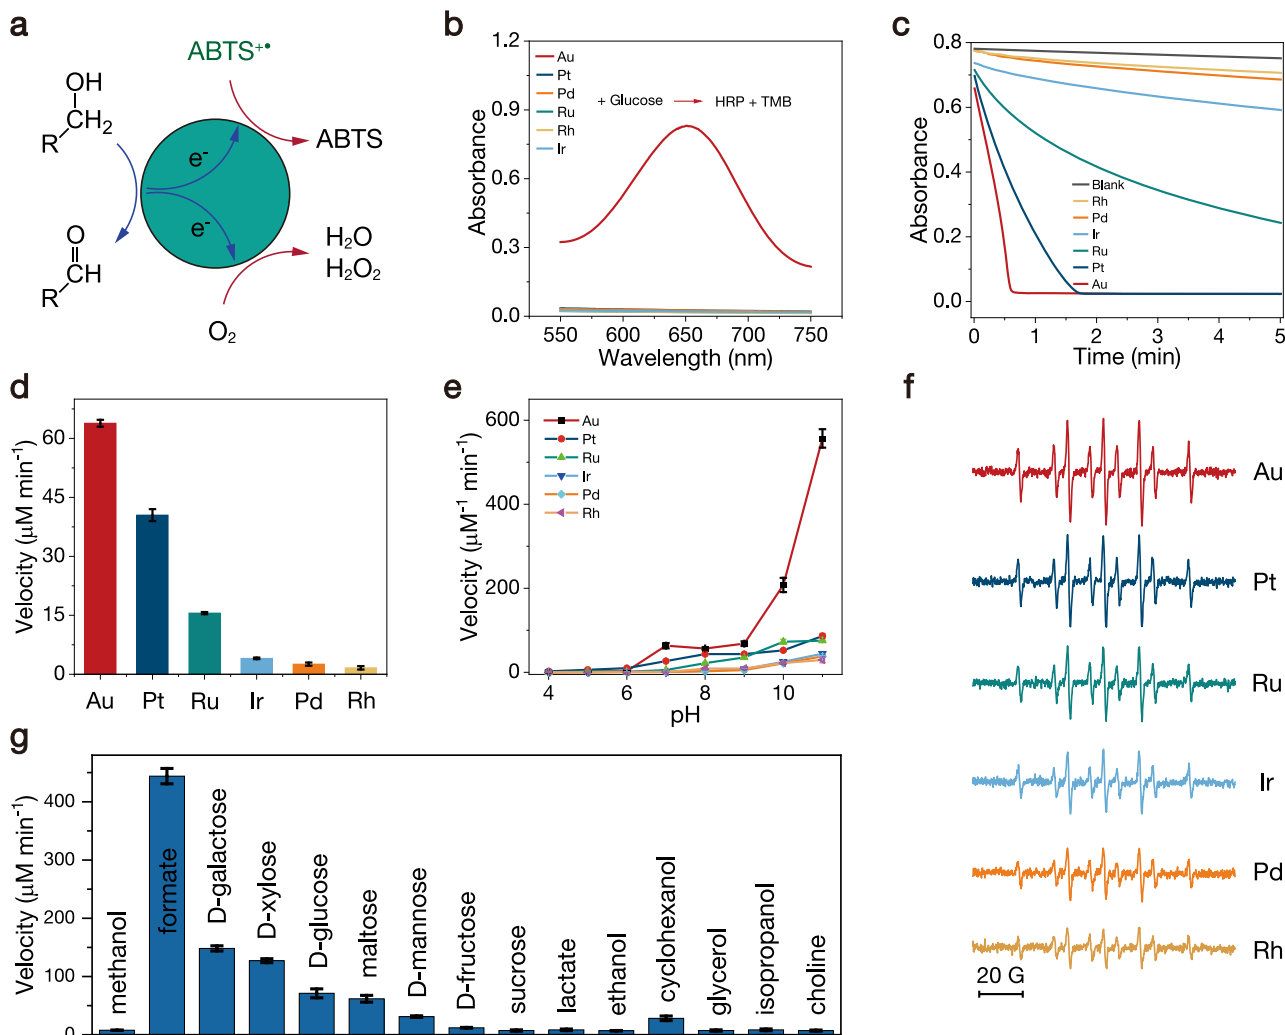 a
ABTS⁺•
OH
CH₂
R
ABTS
e⁻
e⁻
O
CH
R
H₂O
H₂O₂
O₂
b
1.2
0.9
0.6
0.3
0.0
Absorbance
Au
Pt
Pd
Ru
Rh
Ir
+ Glucose → HRP + TMB
550 600 650 700 750
Wavelength (nm)
c
0.8
0.6
0.4
0.2
0.0
Absorbance
Blank
Rh
Pd
Ir
Ru
Pt
Au
0 1 2 3 4 5
Time (min)
d
60
45
30
15
0
Velocity (μM min⁻¹)
Au Pt Ru Ir Pd Rh
e
600
400
200
0
Velocity (μM⁻¹ min⁻¹)
Au
Pt
Ru
Ir
Pd
Rh
4 6 8 10
pH
f
Au
Pt
Ru
Ir
Pd
Rh
20 G
g
400
300
200
100
0
Velocity (μM min⁻¹)
methanol
formate
D-galactose
D-xylose
D-glucose
maltose
D-mannose
D-fructose
sucrose
lactate
ethanol
cyclohexanol
glycerol
isopropanol
choline